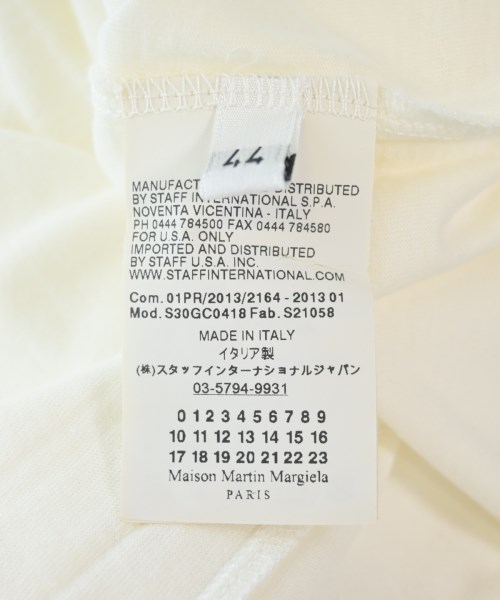 44
MANUFACT DISTRIBUTED
BY STAFF INTERNATIONAL S.P.A.
NOVENTA VICENTINA - ITALY
PH 0444 784500 FAX 0444 784580
FOR U.S.A. ONLY
IMPORTED AND DISTRIBUTED
BY STAFF U.S.A. INC.
WWW.STAFFINTERNATIONAL.COM
Com. 01PR/2013/2164 - 2013 01
Mod. S30GC0418 Fab. S21058
MADE IN ITALY
イタリア製
(株)スタッフインターナショナルジャパン
03-5794-9931
0 1 2 3 4 5 6 7 8 9
10 11 12 13 14 15 16
17 18 19 20 21 22 23
Maison Martin Margiela
PARIS